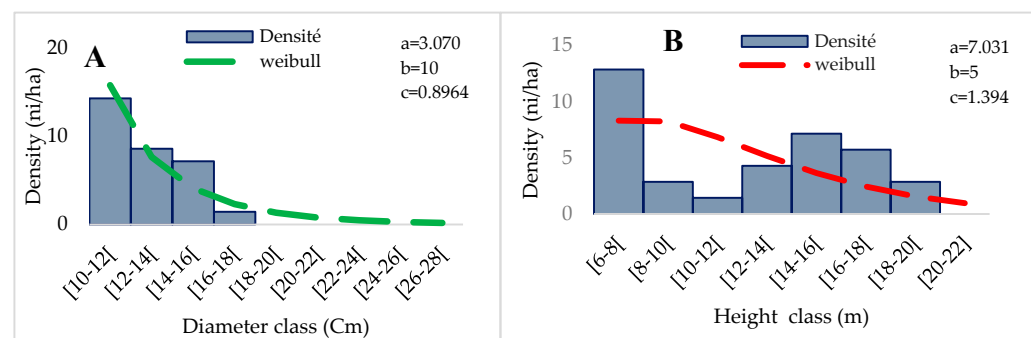 A
Densité
weibull
a=3.070
b=10
c=0.8964
20
10
0
Density (ni/ha)
[10-12[
[12-14[
[14-16[
[16-18[
[18-20[
[20-22[
[22-24[
[24-26[
[26-28[
Diameter class (Cm)
B
Densité
weibull
a=7.031
b=5
c=1.394
15
10
5
0
Density (ni/ha)
[6-8[
[8-10[
[10-12[
[12-14[
[14-16[
[16-18[
[18-20[
[20-22[
Height class (m)